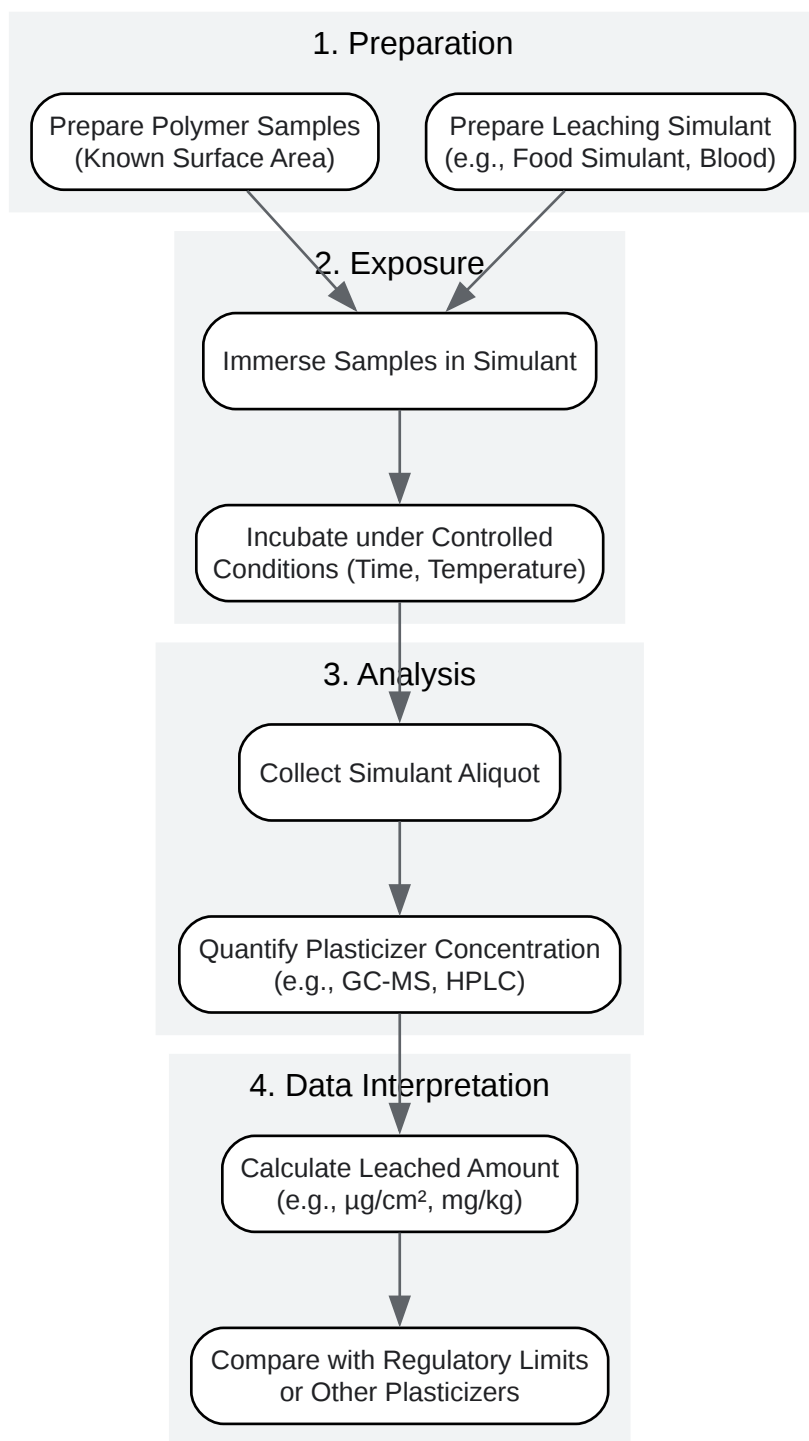 1. Preparation
Prepare Polymer Samples
(Known Surface Area)
Prepare Leaching Simulant
(e.g., Food Simulant, Blood)
2. Exposure
Immerse Samples in Simulant
Incubate under Controlled
Conditions (Time, Temperature)
3. Analysis
Collect Simulant Aliquot
Quantify Plasticizer Concentration
(e.g., GC-MS, HPLC)
4. Data Interpretation
Calculate Leached Amount
(e.g., µg/cm², mg/kg)
Compare with Regulatory Limits
or Other Plasticizers